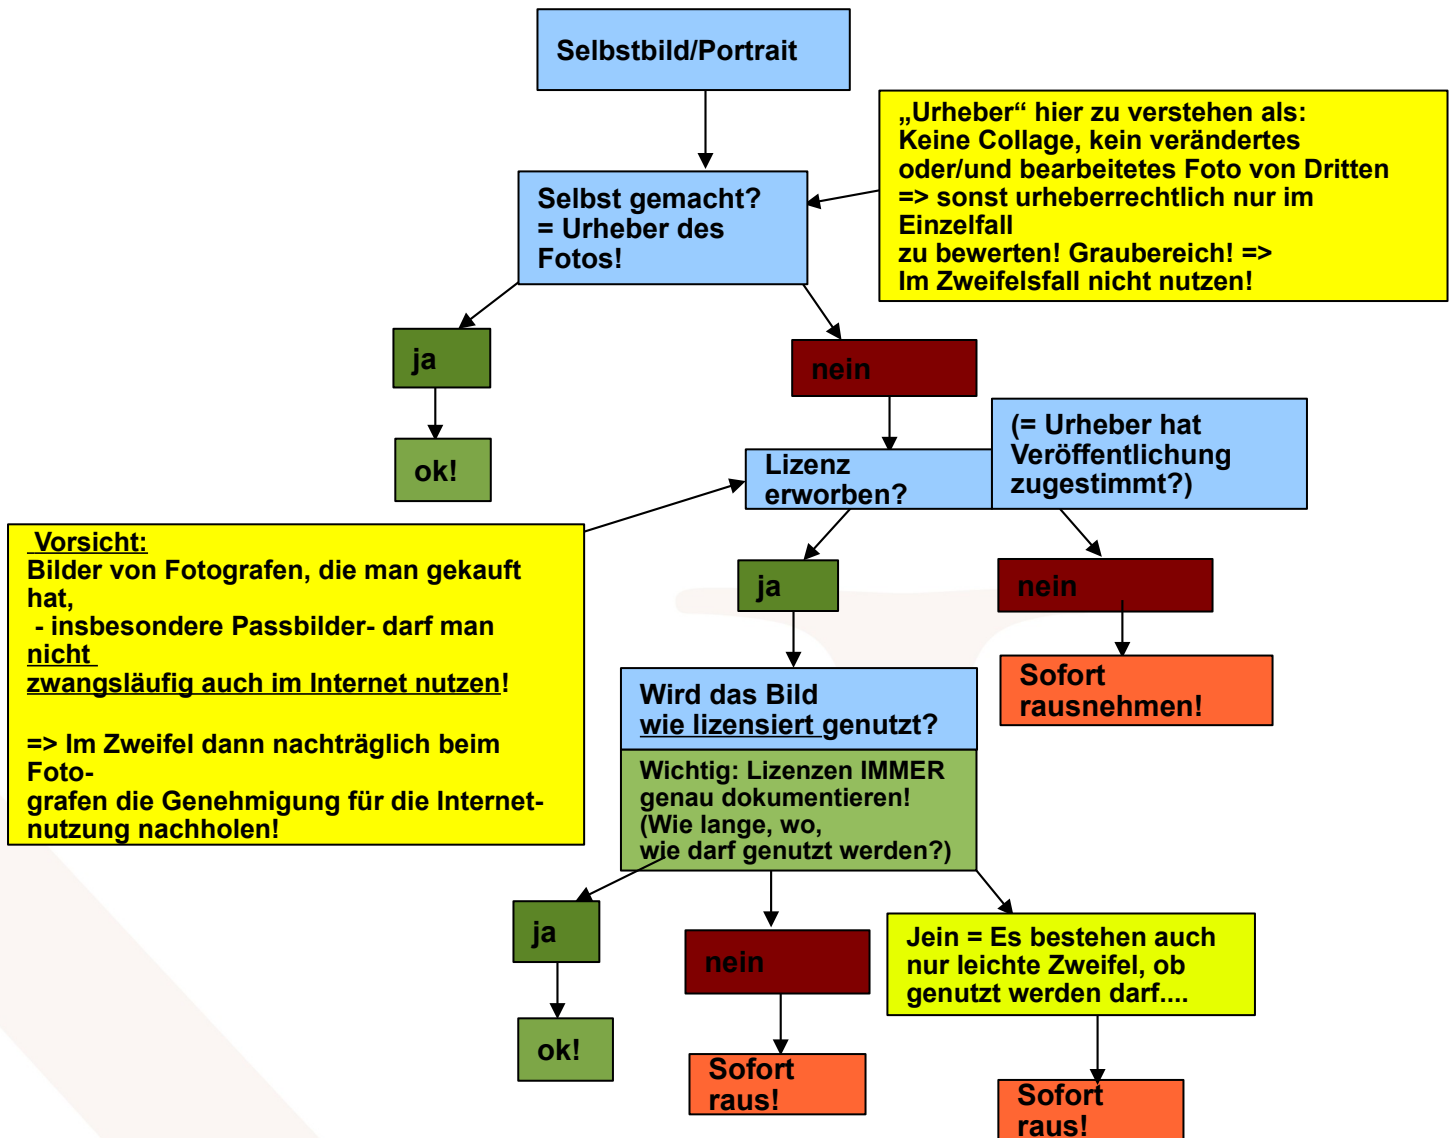 Selbstbild/Portrait
„Urheber“ hier zu verstehen als:
Keine Collage, kein verändertes
oder/und bearbeitetes Foto von Dritten
=> sonst urheberrechtlich nur im
Einzelfall
zu bewerten! Graubereich! =>
Im Zweifelsfall nicht nutzen!
Selbst gemacht?
= Urheber des
Fotos!
ja
nein
ok!
(= Urheber hat
Veröffentlichung
zugestimmt?)
Lizenz
erworben?
Vorsicht:
Bilder von Fotografen, die man gekauft
hat,
- insbesondere Passbilder- darf man
nicht
zwangsläufig auch im Internet nutzen!
=> Im Zweifel dann nachträglich beim
Foto-
grafen die Genehmigung für die Internet-
nutzung nachholen!
ja
nein
Sofort
rausnehmen!
Wird das Bild
wie lizensiert genutzt?
Wichtig: Lizenzen IMMER
genau dokumentieren!
(Wie lange, wo,
wie darf genutzt werden?)
ja
nein
Jein = Es bestehen auch
nur leichte Zweifel, ob
genutzt werden darf....
ok!
Sofort
raus!
Sofort
raus!